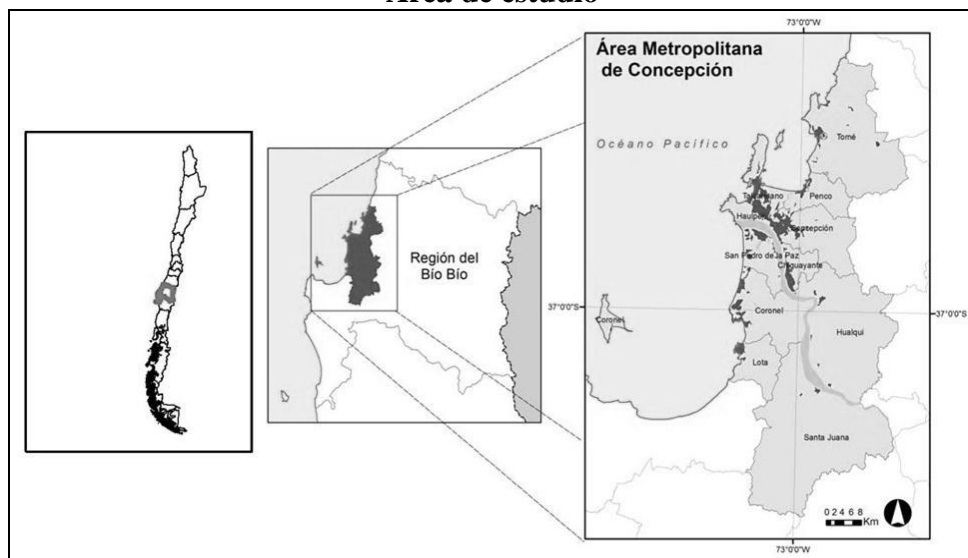 Área de estudio
73°0'0"W
Área Metropolitana
de Concepción
Océano Pacífico
Tomé
Talcahuano
Penco
Hualpén
Concepción
San Pedro de la Paz
Chiguayante
Región del
Bío Bío
37°0'0"S
37°0'0"S
Coronel
Coronel
Hualqui
Lota
Santa Juana
0 2 4 6 8
Km
73°0'0"W